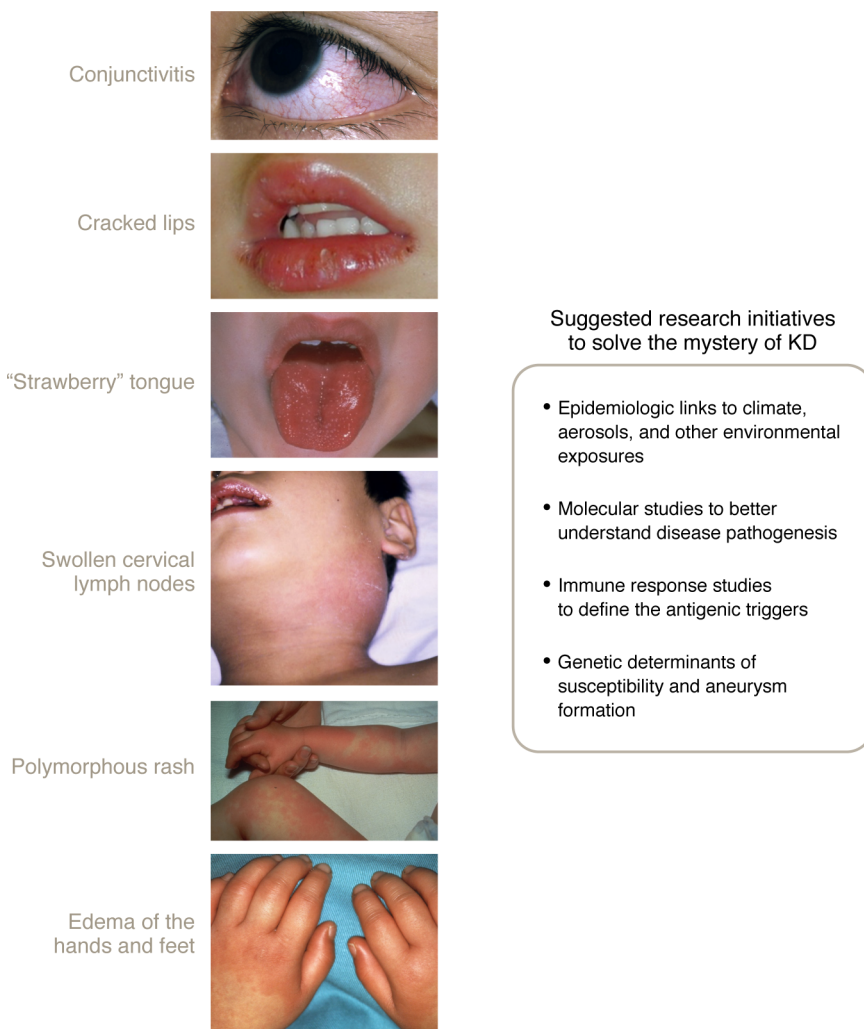 Conjunctivitis
Cracked lips
“Strawberry” tongue
Swollen cervical
lymph nodes
Polymorphous rash
Edema of the
hands and feet
Suggested research initiatives
to solve the mystery of KD
• Epidemiologic links to climate,
aerosols, and other environmental
exposures
• Molecular studies to better
understand disease pathogenesis
• Immune response studies
to define the antigenic triggers
• Genetic determinants of
susceptibility and aneurysm
formation